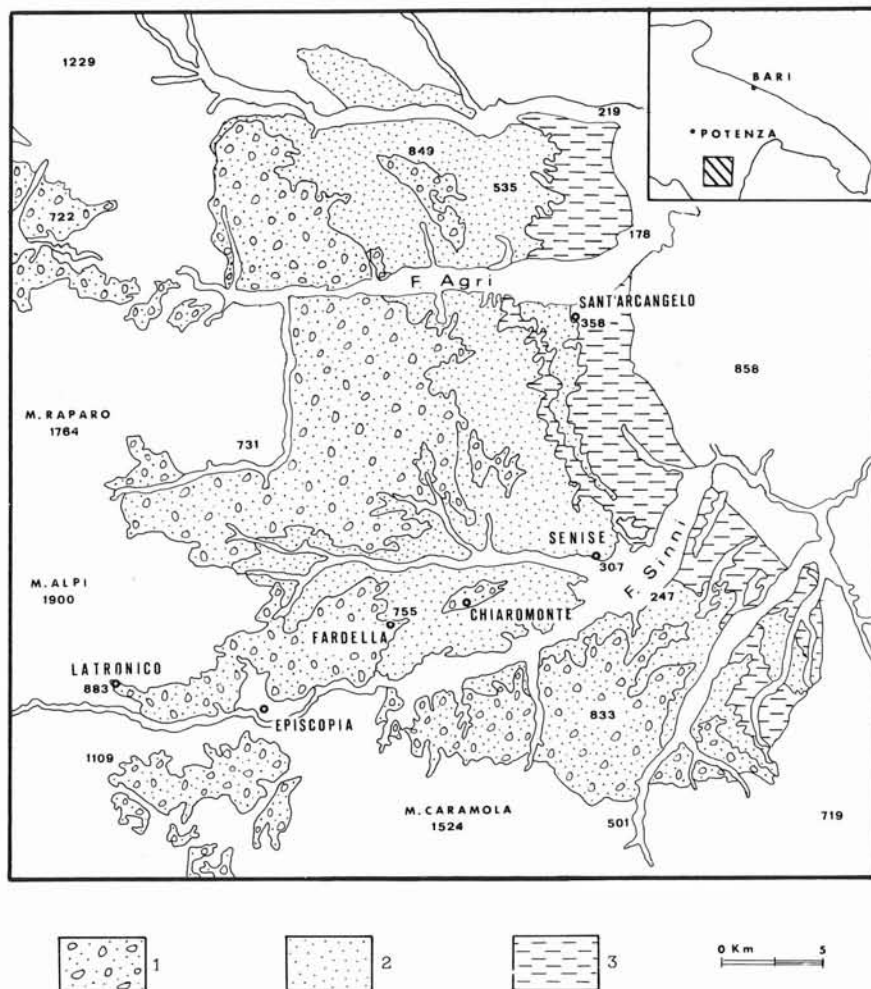 1229
BARI
POTENZA
219
849
535
722
178
F. Agri
SANT'ARCANGELO
358
858
M. RAPARO
1764
731
SENISE
307
F. Sinni
M. ALPI
1900
247
CHIAROMONTE
755
FARDELLA
LATRONICO
883
833
EPISCOPIA
1109
M. CARAMOLA
1524
501
719
1
2
3
0 Km 5